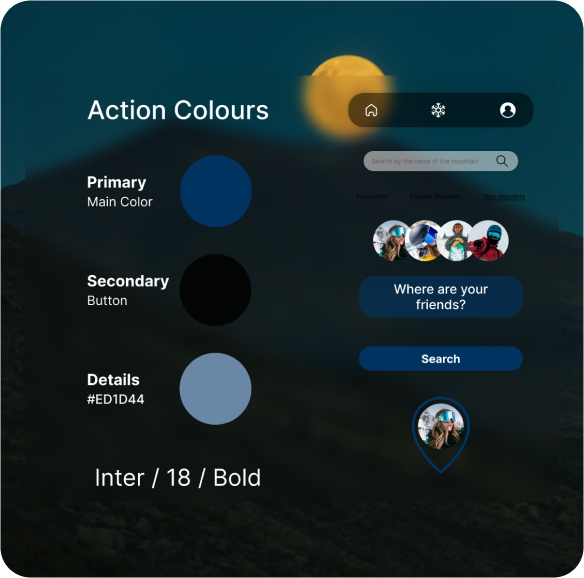 Action Colours
Primary
Main Color
Secondary
Button
Details
#ED1D44
Inter / 18 / Bold
Search by the name of the mountain
Favourites Popular descents Your descents
Where are your
friends?
Search